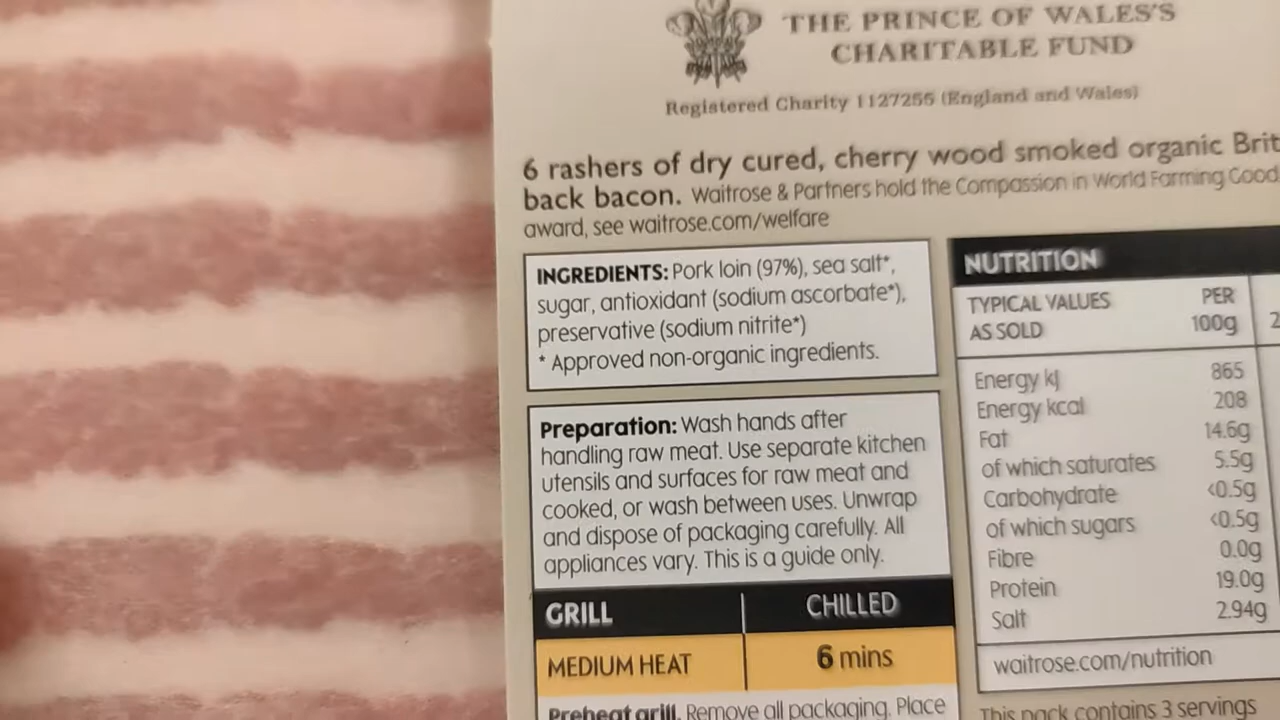 THE PRINCE OF WALES'S
CHARITABLE FUND
Registered Charity 1127255 (England and Wales)
6 rashers of dry cured, cherry wood smoked organic Brit
back bacon. Waitrose & Partners hold the Compassion in World Farming Good
award, see waitrose.com/welfare
INGREDIENTS: Pork loin (97%), sea salt*,
sugar, antioxidant (sodium ascorbate*),
preservative (sodium nitrite*)
* Approved non-organic ingredients.
Preparation: Wash hands after
handling raw meat. Use separate kitchen
utensils and surfaces for raw meat and
cooked, or wash between uses. Unwrap
and dispose of packaging carefully. All
appliances vary. This is a guide only.
GRILL CHILLED
MEDIUM HEAT 6 mins
Preheat grill. Remove all packaging. Place
NUTRITION
TYPICAL VALUES PER
AS SOLD 100g 2
Energy kJ 865
Energy kcal 208
Fat 14.6g
of which saturates 5.5g
Carbohydrate <0.5g
of which sugars <0.5g
Fibre 0.0g
Protein 19.0g
Salt 2.94g
waitrose.com/nutrition
This pack contains 3 servings